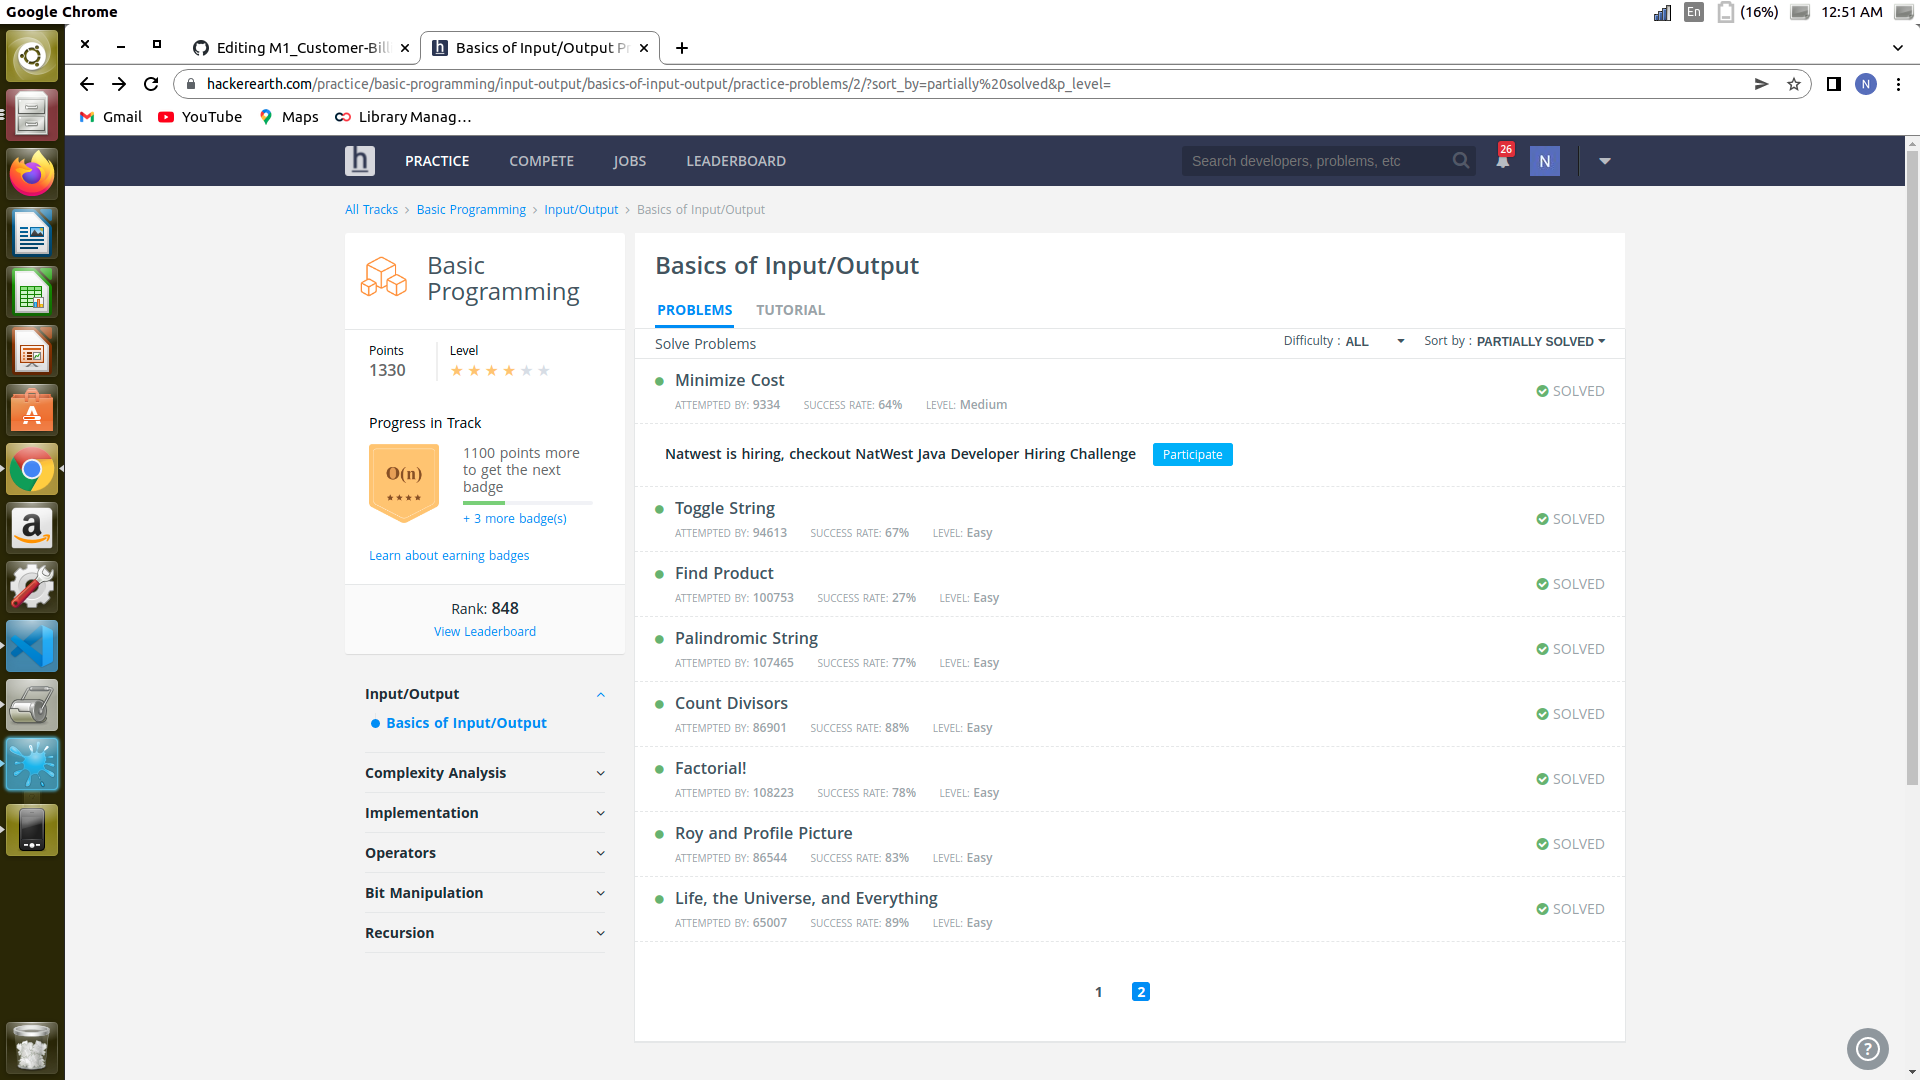 Google Chrome
En
(16%)
12:51 AM
Editing M1_Customer-Bill
Basics of Input/Output P
hackerearth.com/practice/basic-programming/input-output/basics-of-input-output/practice-problems/2/?sort_by=partially%20solved&p_level=
N
Gmail
YouTube
Maps
Library Manag...
h
PRACTICE
COMPETE
JOBS
LEADERBOARD
Search developers, problems, etc
26
N
All Tracks > Basic Programming > Input/Output > Basics of Input/Output
Basic
Programming
Points
1330
Level
Progress in Track
O(n)
1100 points more
to get the next
badge
+ 3 more badge(s)
Learn about earning badges
Rank: 848
View Leaderboard
Input/Output
Basics of Input/Output
Complexity Analysis
Implementation
Operators
Bit Manipulation
Recursion
Basics of Input/Output
PROBLEMS
TUTORIAL
Solve Problems
Difficulty : ALL
Sort by : PARTIALLY SOLVED
Minimize Cost
ATTEMPTED BY: 9334 SUCCESS RATE: 64% LEVEL: Medium
SOLVED
Natwest is hiring, checkout NatWest Java Developer Hiring Challenge
Participate
Toggle String
ATTEMPTED BY: 94613 SUCCESS RATE: 67% LEVEL: Easy
SOLVED
Find Product
ATTEMPTED BY: 100753 SUCCESS RATE: 27% LEVEL: Easy
SOLVED
Palindromic String
ATTEMPTED BY: 107465 SUCCESS RATE: 77% LEVEL: Easy
SOLVED
Count Divisors
ATTEMPTED BY: 86901 SUCCESS RATE: 88% LEVEL: Easy
SOLVED
Factorial!
ATTEMPTED BY: 108223 SUCCESS RATE: 78% LEVEL: Easy
SOLVED
Roy and Profile Picture
ATTEMPTED BY: 86544 SUCCESS RATE: 83% LEVEL: Easy
SOLVED
Life, the Universe, and Everything
ATTEMPTED BY: 65007 SUCCESS RATE: 89% LEVEL: Easy
SOLVED
1
2